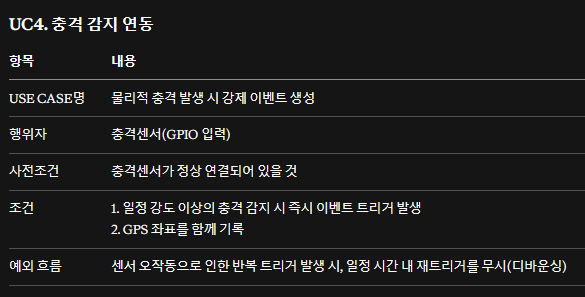 UC4. 충격 감지 연동
항목 내용
USE CASE명 물리적 충격 발생 시 강제 이벤트 생성
행위자 충격센서(GPIO 입력)
사전조건 충격센서가 정상 연결되어 있을 것
조건 1. 일정 강도 이상의 충격 감지 시 즉시 이벤트 트리거 발생
2. GPS 좌표를 함께 기록
예외 흐름 센서 오작동으로 인한 반복 트리거 발생 시, 일정 시간 내 재트리거를 무시(디바운싱)